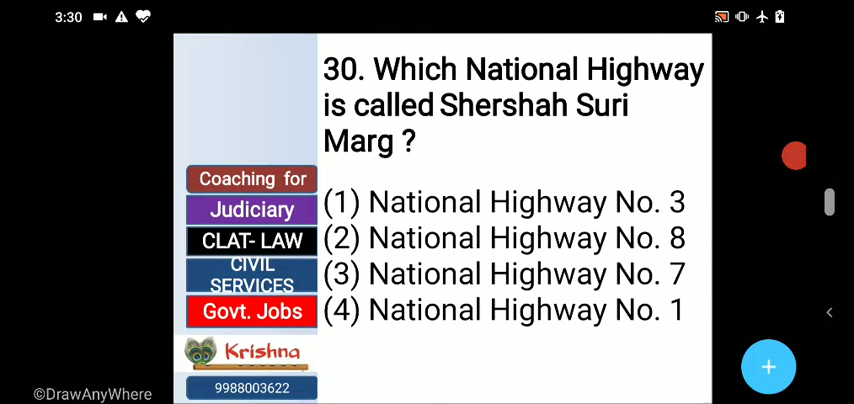 3:30
30. Which National Highway
is called Shershah Suri
Marg ?
Coaching for
Judiciary
CLAT- LAW
CIVIL
SERVICES
Govt. Jobs
(1) National Highway No. 3
(2) National Highway No. 8
(3) National Highway No. 7
(4) National Highway No. 1
Krishna
9988003622
©DrawAnyWhere